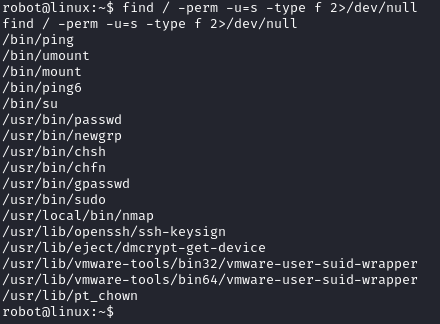 robot@linux:~$ find / -perm -u=s -type f 2>/dev/null
find / -perm -u=s -type f 2>/dev/null
/bin/ping
/bin/umount
/bin/mount
/bin/ping6
/bin/su
/usr/bin/passwd
/usr/bin/newgrp
/usr/bin/chsh
/usr/bin/chfn
/usr/bin/gpasswd
/usr/bin/sudo
/usr/local/bin/nmap
/usr/lib/openssh/ssh-keysign
/usr/lib/eject/dmcrypt-get-device
/usr/lib/vmware-tools/bin32/vmware-user-suid-wrapper
/usr/lib/vmware-tools/bin64/vmware-user-suid-wrapper
/usr/lib/pt_chown
robot@linux:~$